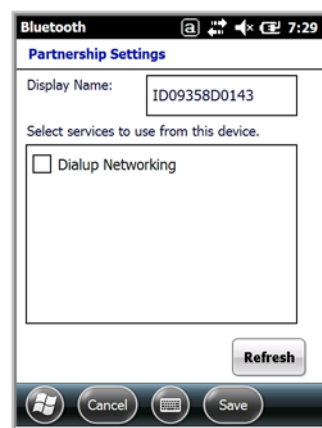 Bluetooth a 7:29
Partnership Settings
Display Name: ID09358D0143
Select services to use from this device.
Dialup Networking
Refresh
Cancel Save